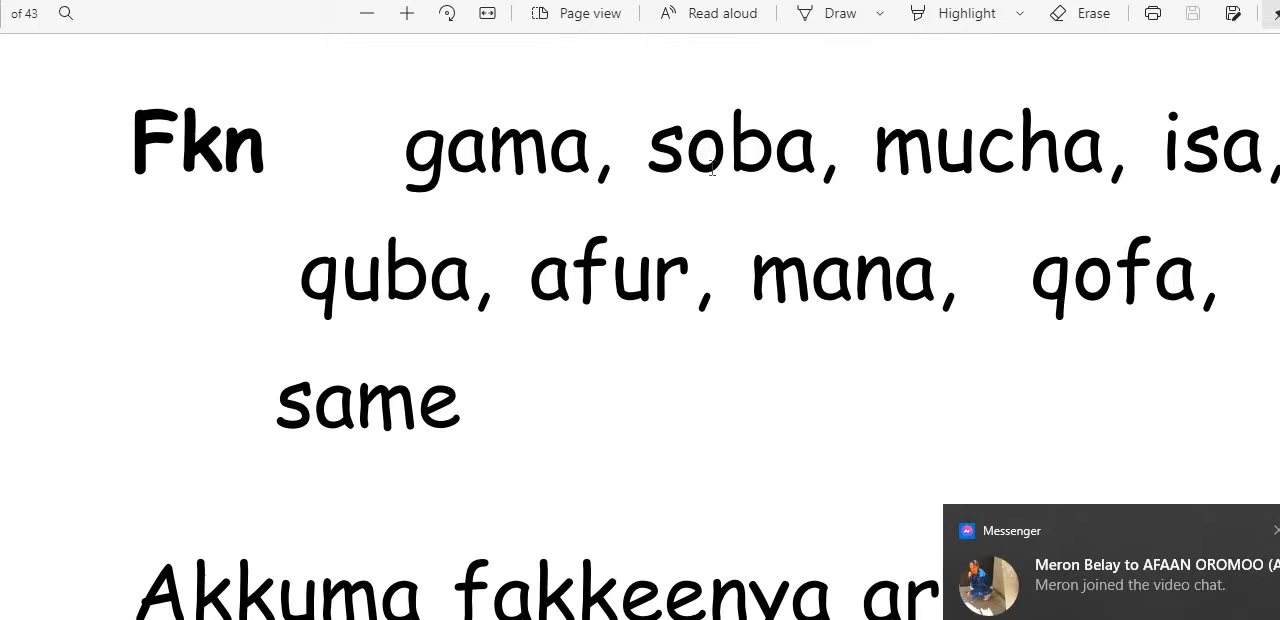 of 43 Page view Read aloud Draw Highlight Erase
Fkn gama, soba, mucha, isa,
quba, afur, mana, qofa,
same
Akkuma fakkeenya ar
Messenger
Meron Belay to AFAAN OROMOO (A
Meron joined the video chat.